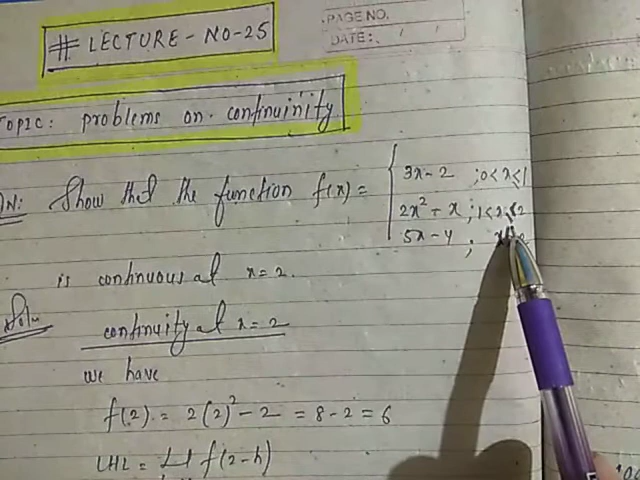 # LECTURE - NO-25
PAGE NO.
DATE: / /
Topic: problems on continuinity
QN: Show that the function f(x) = { 3x-2 ; 0<x≤1
2x² - x ; 1<x≤2
5x-4 ;
is continuous at x=2.
Solu
continuity at x=2
we have
f(2) = 2(2)² - 2 = 8-2 = 6
LHL = Lt f(2-h)